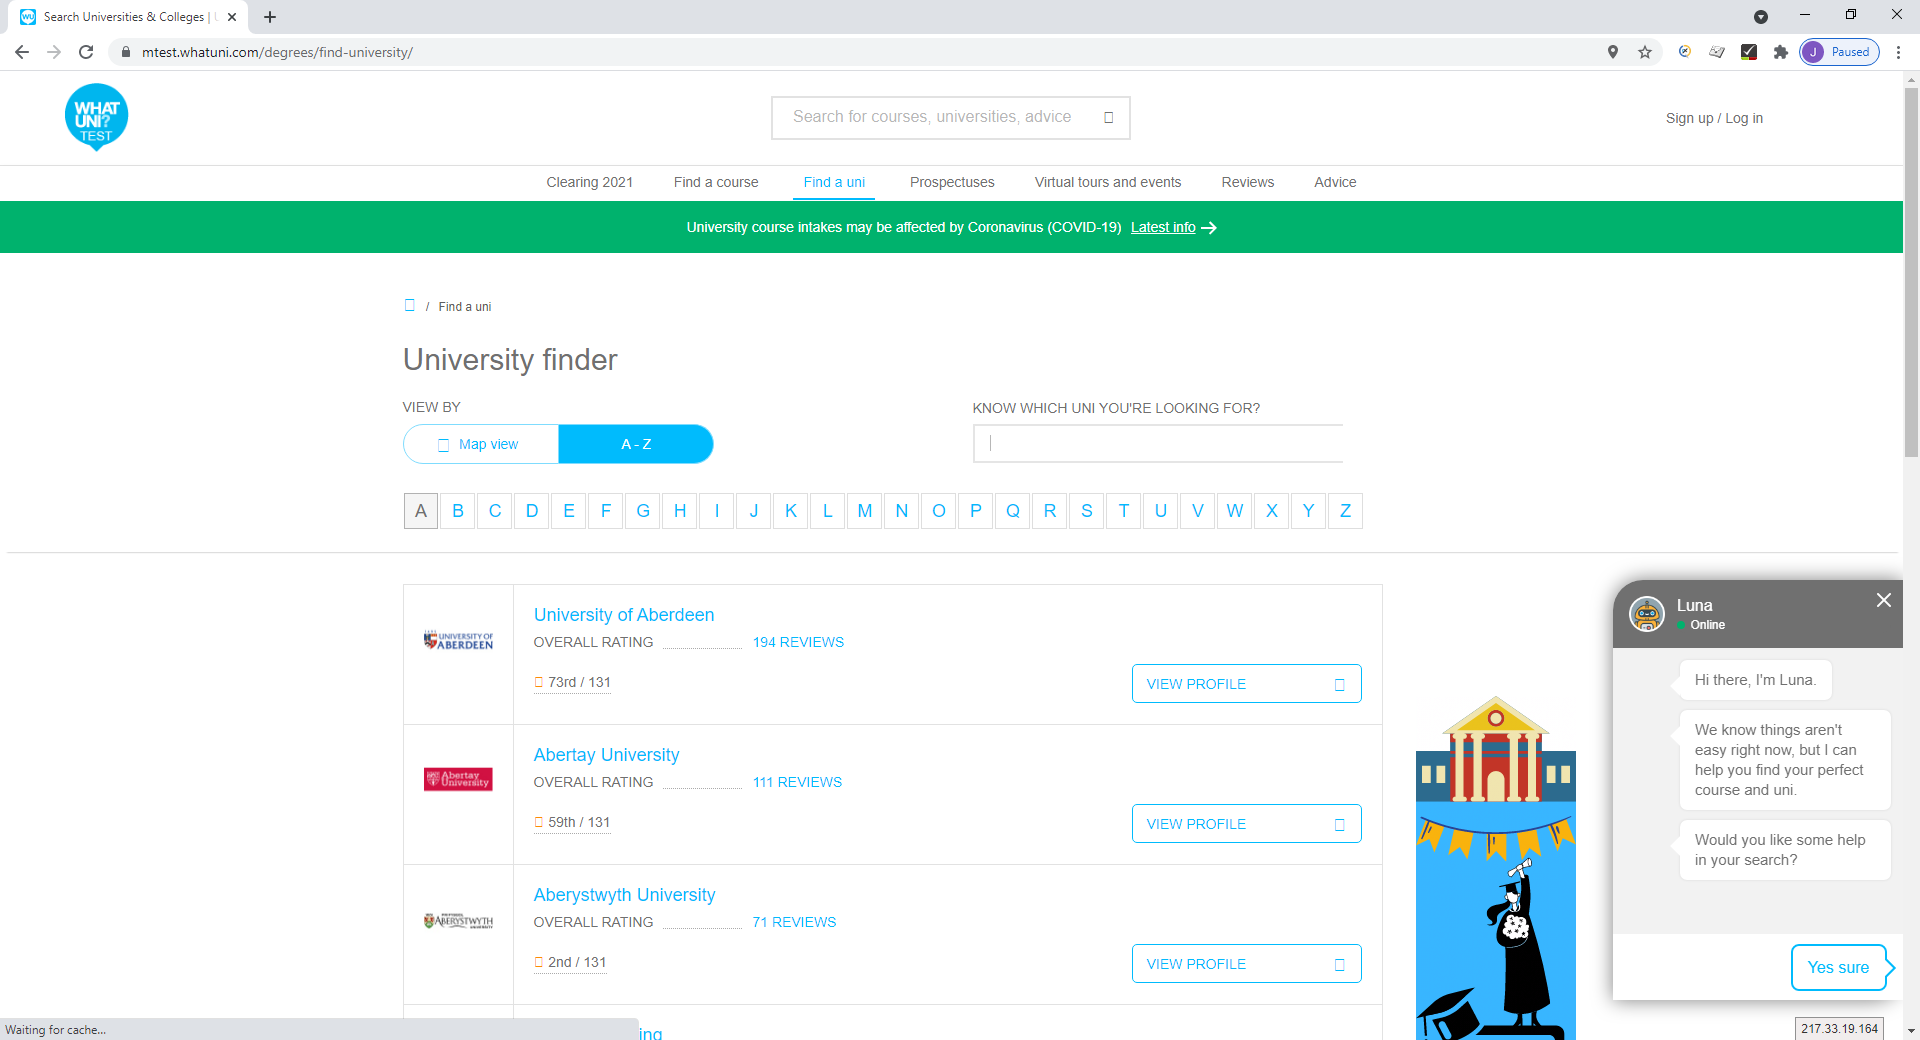 Search Universities & Colleges |
mtest.whatuni.com/degrees/find-university/
J Paused
WHAT
UNI?
TEST
Search for courses, universities, advice
Sign up / Log in
Clearing 2021 Find a course Find a uni Prospectuses Virtual tours and events Reviews Advice
University course intakes may be affected by Coronavirus (COVID-19) Latest info
/ Find a uni
University finder
VIEW BY
KNOW WHICH UNI YOU'RE LOOKING FOR?
Map view A - Z
A B C D E F G H I J K L M N O P Q R S T U V W X Y Z
UNIVERSITY OF
ABERDEEN
University of Aberdeen
OVERALL RATING 194 REVIEWS
73rd / 131
VIEW PROFILE
Abertay
University
Abertay University
OVERALL RATING 111 REVIEWS
59th / 131
VIEW PROFILE
ABERYSTWYTH
Aberystwyth University
OVERALL RATING 71 REVIEWS
2nd / 131
VIEW PROFILE
ing
Luna
Online
Hi there, I'm Luna.
We know things aren't
easy right now, but I can
help you find your perfect
course and uni.
Would you like some help
in your search?
Yes sure
Waiting for cache...
217.33.19.164